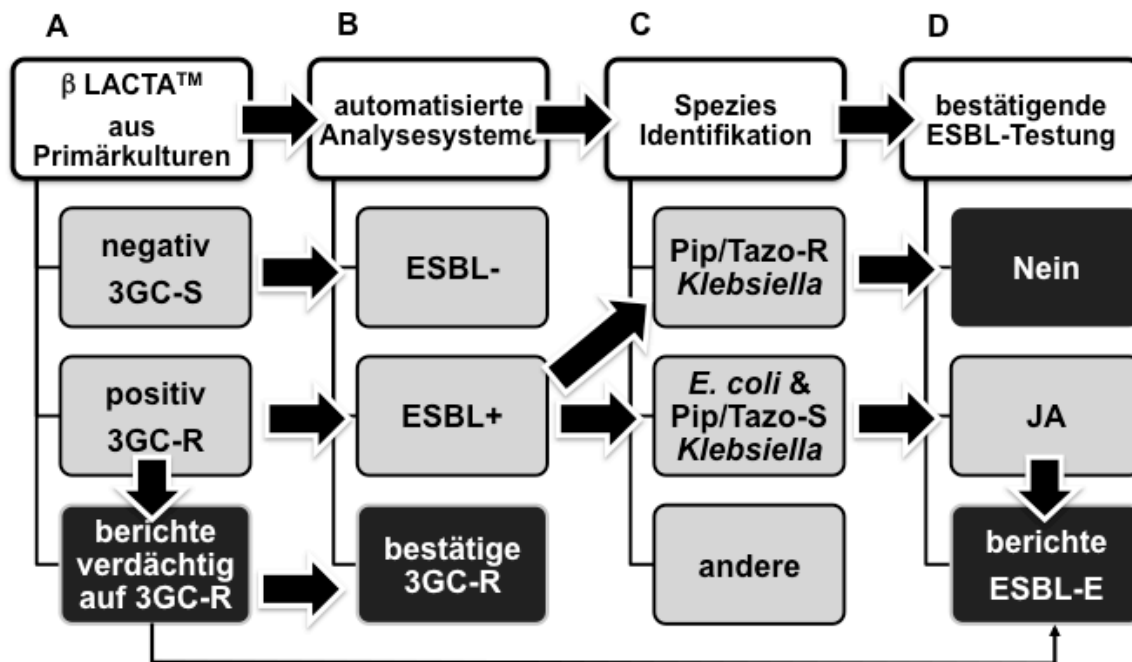 A
B
C
D
β LACTA™
aus
Primärkulturen
automatisierte
Analysesysteme
Spezies
Identifikation
bestätigende
ESBL-Testung
negativ
3GC-S
ESBL-
Pip/Tazo-R
Klebsiella
Nein
positiv
3GC-R
ESBL+
E. coli &
Pip/Tazo-S
Klebsiella
JA
berichte
verdächtig
auf 3GC-R
bestätige
3GC-R
andere
berichte
ESBL-E